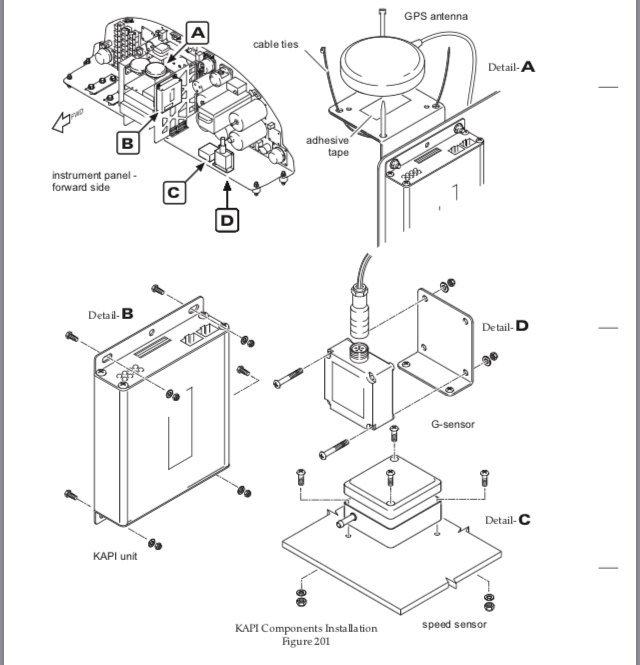 A
GPS antenna
cable ties
Detail-A
FWD
B
adhesive
tape
instrument panel -
forward side
C
D
Detail-B
Detail-D
G-sensor
Detail-C
KAPI unit
speed sensor
KAPI Components Installation
Figure 201